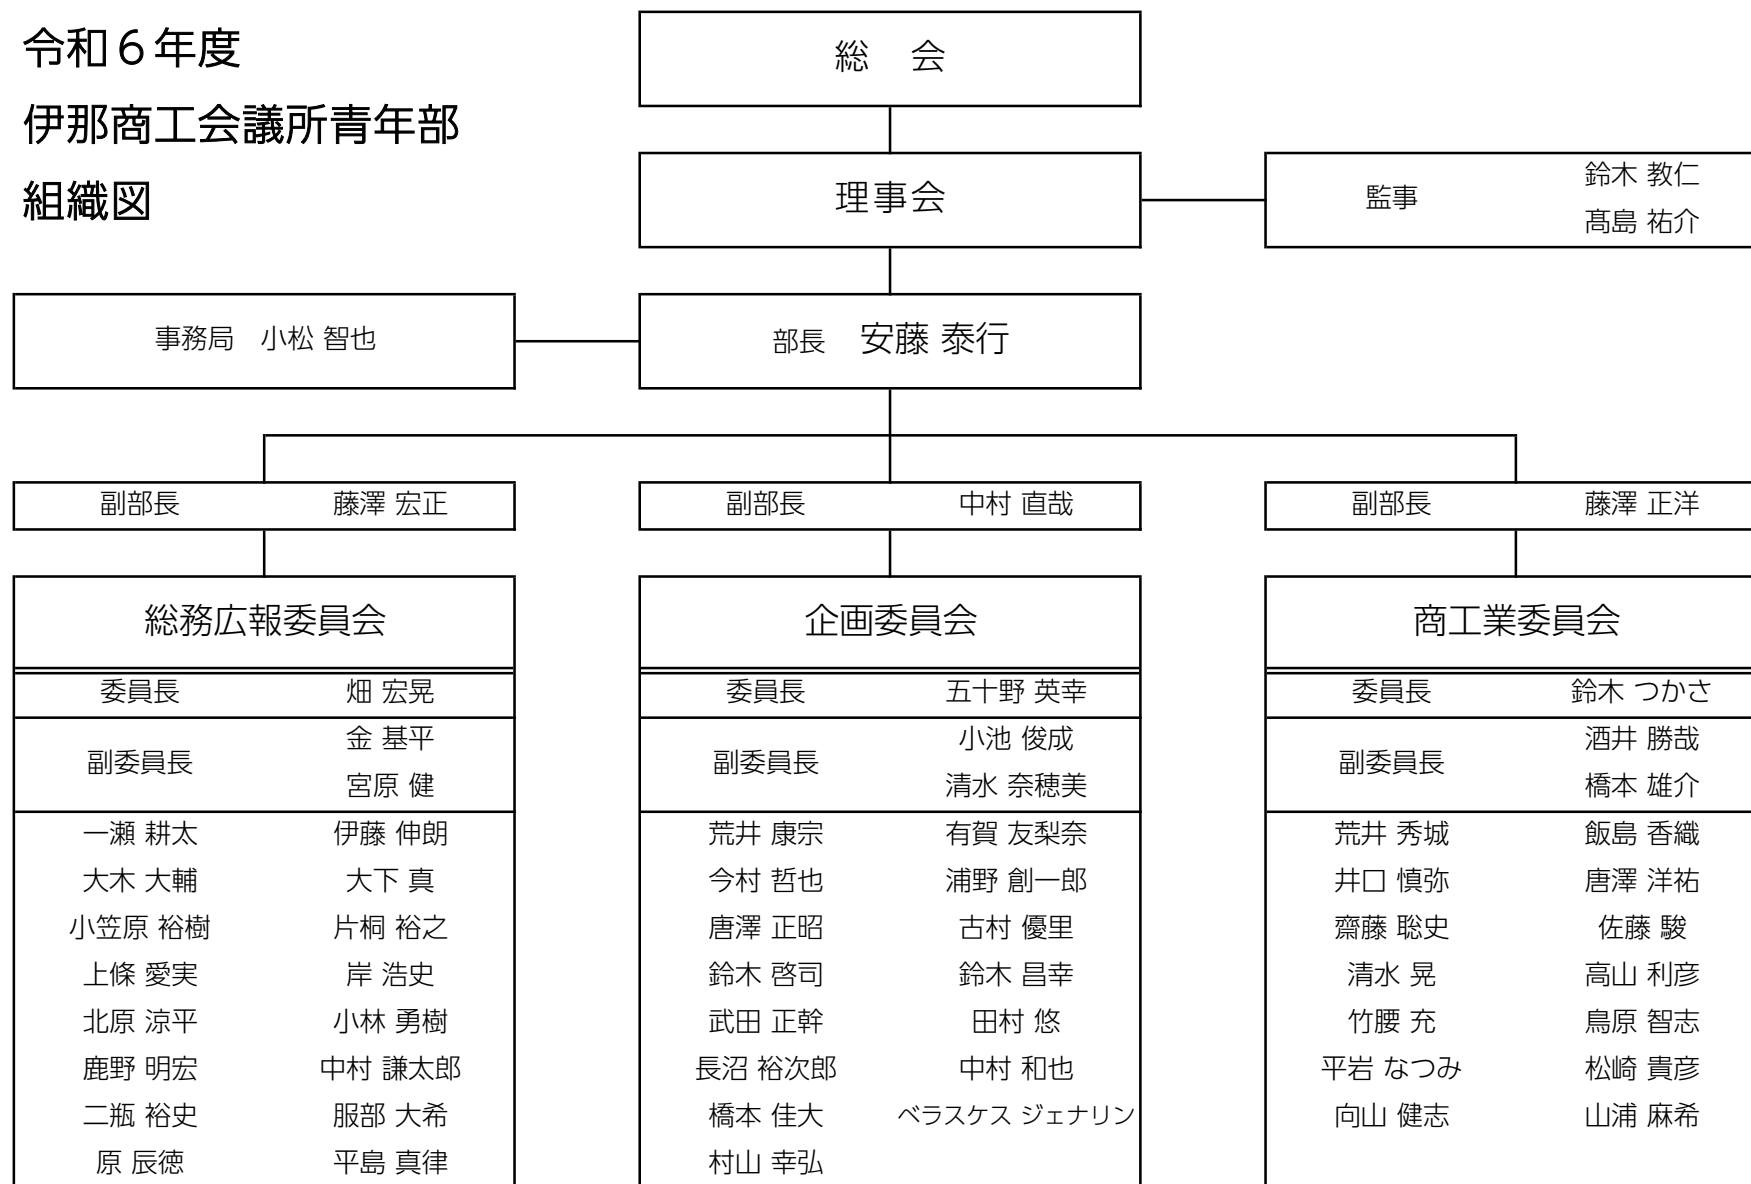 令和６年度
伊那商工会議所青年部
組織図
総　会
理事会
監事
鈴木 教仁
髙島 祐介
事務局　小松 智也
部長　安藤 泰行
副部長 藤澤 宏正
副部長 中村 直哉
副部長 藤澤 正洋
総務広報委員会
委員長 畑 宏晃
副委員長
金 基平
宮原 健
一瀬 耕太 伊藤 伸朗
大木 大輔 大下 真
小笠原 裕樹 片桐 裕之
上條 愛実 岸 浩史
北原 涼平 小林 勇樹
鹿野 明宏 中村 謙太郎
二瓶 裕史 服部 大希
原 辰徳 平島 真律
企画委員会
委員長 五十野 英幸
副委員長
小池 俊成
清水 奈穂美
荒井 康宗 有賀 友梨奈
今村 哲也 浦野 創一郎
唐澤 正昭 古村 優里
鈴木 啓司 鈴木 昌幸
武田 正幹 田村 悠
長沼 裕次郎 中村 和也
橋本 佳大 ベラスケス ジェナリン
村山 幸弘
商工業委員会
委員長 鈴木 つかさ
副委員長
酒井 勝哉
橋本 雄介
荒井 秀城 飯島 香織
井口 慎弥 唐澤 洋祐
齋藤 聡史 佐藤 駿
清水 晃 高山 利彦
竹腰 充 鳥原 智志
平岩 なつみ 松崎 貴彦
向山 健志 山浦 麻希